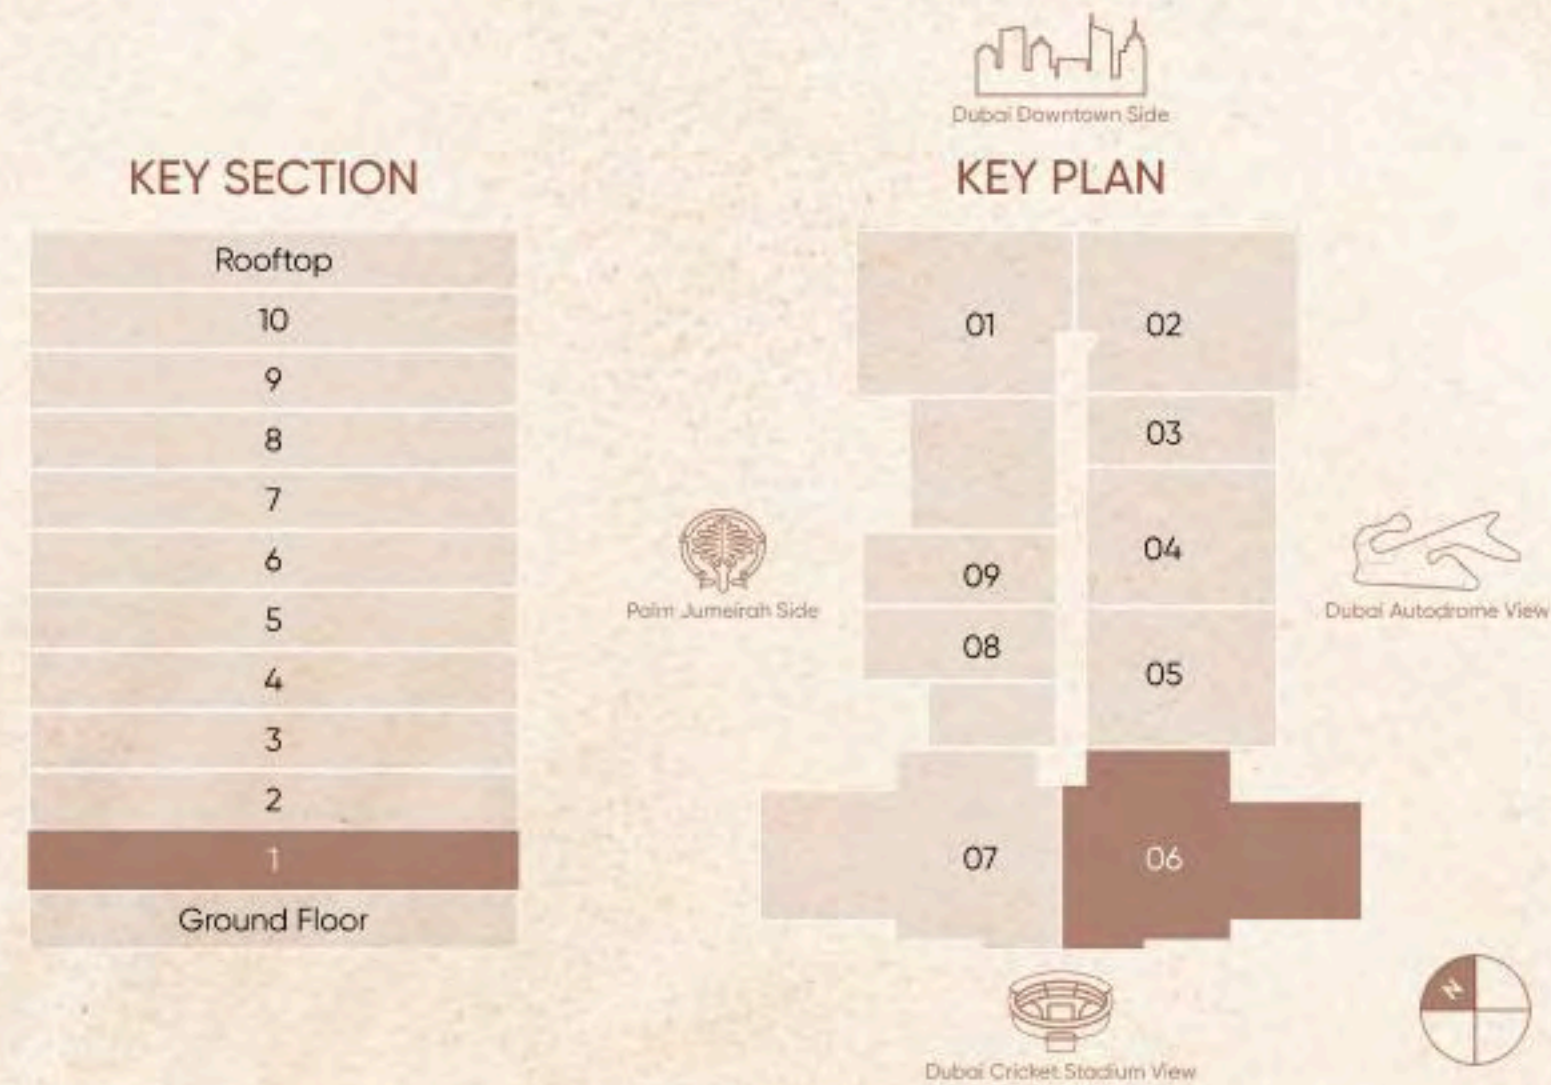 Dubai Downtown Side
KEY SECTION
KEY PLAN
Rooftop
10
9
8
7
6
5
4
3
2
1
Ground Floor
01
02
03
04
09
08
05
07
06
Palm Jumeirah Side
Dubai Autodrome View
Dubai Cricket Stadium View
N